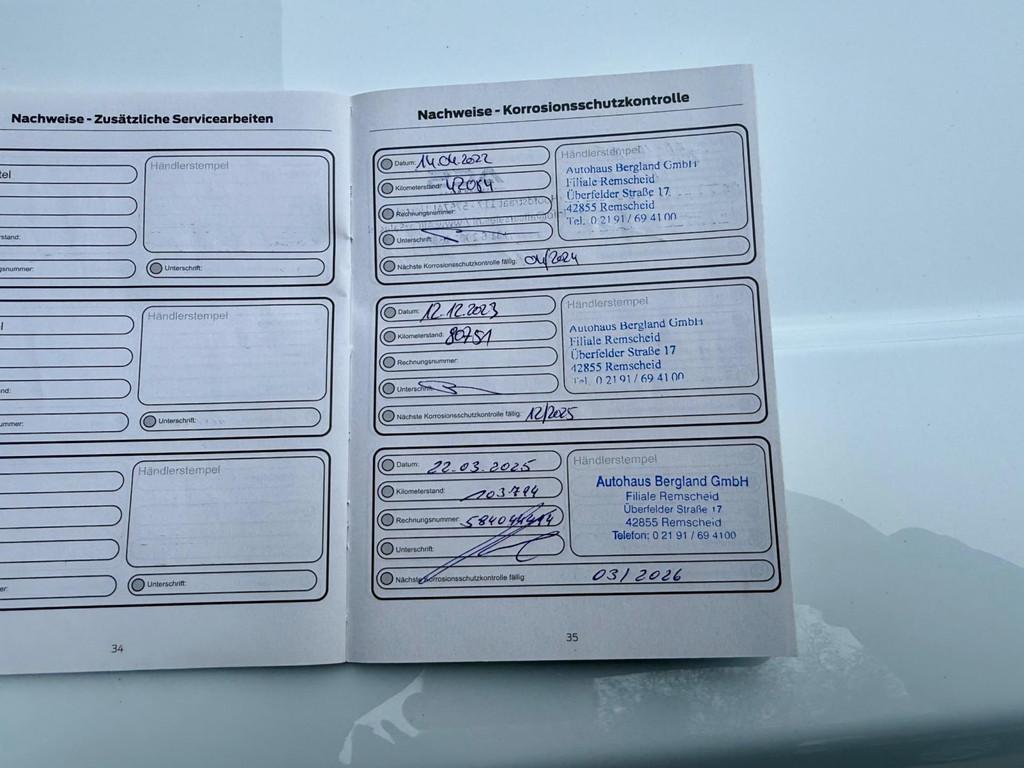 Nachweise - Zusätzliche Servicearbeiten
Händlerstempel
stand:
Unterschrift:
Händlerstempel
nd:
ummer:
Unterschrift:
Händlerstempel
er:
Unterschrift:
34
Nachweise - Korrosionsschutzkontrolle
Datum: 14.04.2022
Kilometerstand: 42084
Rechnungsnummer:
Unterschrift:
Nächste Korrosionsschutzkontrolle fällig: 04/2024
Händlerstempel
Autohaus Bergland GmbH
Filiale Remscheid
Überfelder Straße 17
42855 Remscheid
Tel. 0 21 91 / 69 41 00
Datum: 12.12.2023
Kilometerstand: 80751
Rechnungsnummer:
Unterschrift:
Nächste Korrosionsschutzkontrolle fällig: 12/2025
Händlerstempel
Autohaus Bergland GmbH
Filiale Remscheid
Überfelder Straße 17
42855 Remscheid
Tel. 0 21 91 / 69 41 00
Datum: 22.03.2025
Kilometerstand: 103794
Rechnungsnummer:
Unterschrift:
Nächste Korrosionsschutzkontrolle fällig: 03/2026
Händlerstempel
Autohaus Bergland GmbH
Filiale Remscheid
Überfelder Straße 17
42855 Remscheid
Telefon: 0 21 91 / 69 4100
35